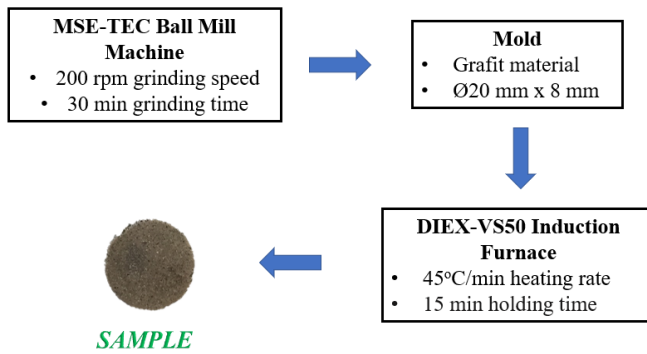 MSE-TEC Ball Mill
Machine
• 200 rpm grinding speed
• 30 min grinding time
Mold
• Grafit material
• Ø20 mm x 8 mm
DIEX-VS50 Induction
Furnace
• 45°C/min heating rate
• 15 min holding time
SAMPLE